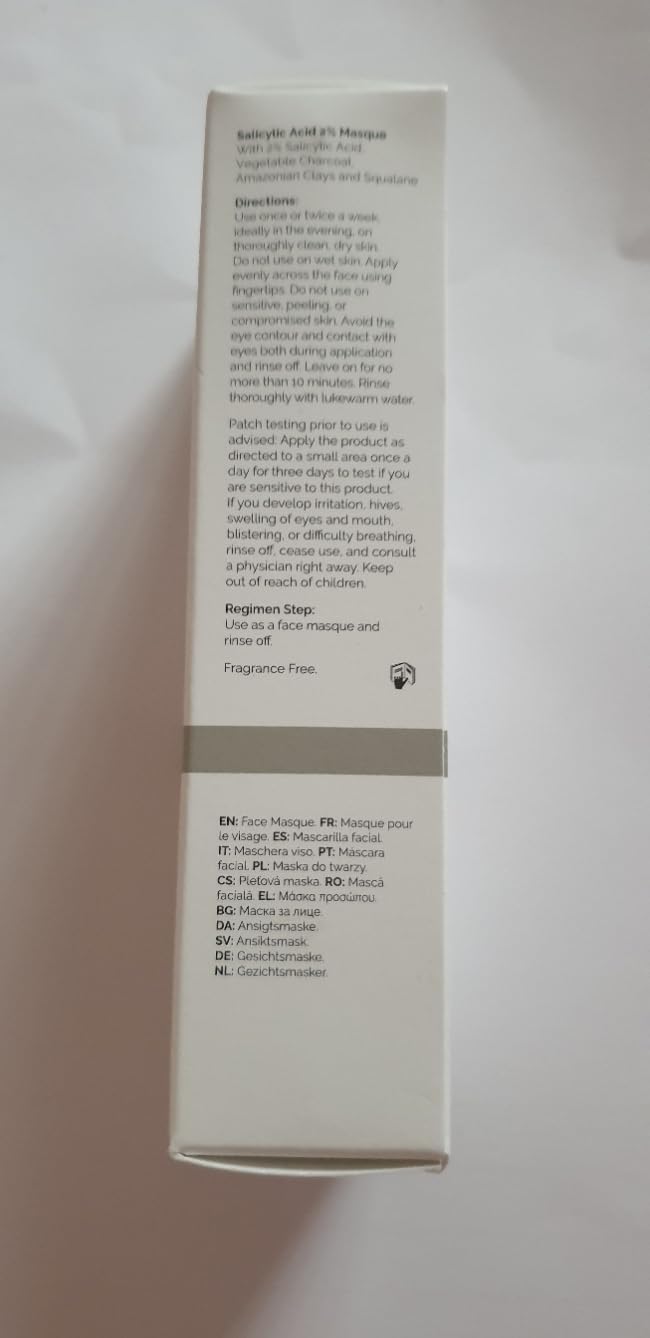 Salicylic Acid 2% Masque
With 2% Salicylic Acid,
Vegetable Charcoal,
Amazonian Clays and Squalane
Directions:
Use once or twice a week,
ideally in the evening, on
thoroughly clean, dry skin.
Do not use on wet skin. Apply
evenly across the face using
fingertips. Do not use on
sensitive, peeling, or
compromised skin. Avoid the
eye contour and contact with
eyes both during application
and rinse off. Leave on for no
more than 10 minutes. Rinse
thoroughly with lukewarm water.
Patch testing prior to use is
advised: Apply the product as
directed to a small area once a
day for three days to test if you
are sensitive to this product.
If you develop irritation, hives,
swelling of eyes and mouth,
blistering, or difficulty breathing,
rinse off, cease use, and consult
a physician right away. Keep
out of reach of children.
Regimen Step:
Use as a face masque and
rinse off.
Fragrance Free.
EN: Face Masque. FR: Masque pour
le visage. ES: Mascarilla facial.
IT: Maschera viso. PT: Máscara
facial. PL: Maska do twarzy.
CS: Pleťová maska. RO: Mască
facială. EL: Μάσκα προσώπου.
BG: Маска за лице.
DA: Ansigtsmaske.
SV: Ansiktsmask.
DE: Gesichtsmaske.
NL: Gezichtsmasker.